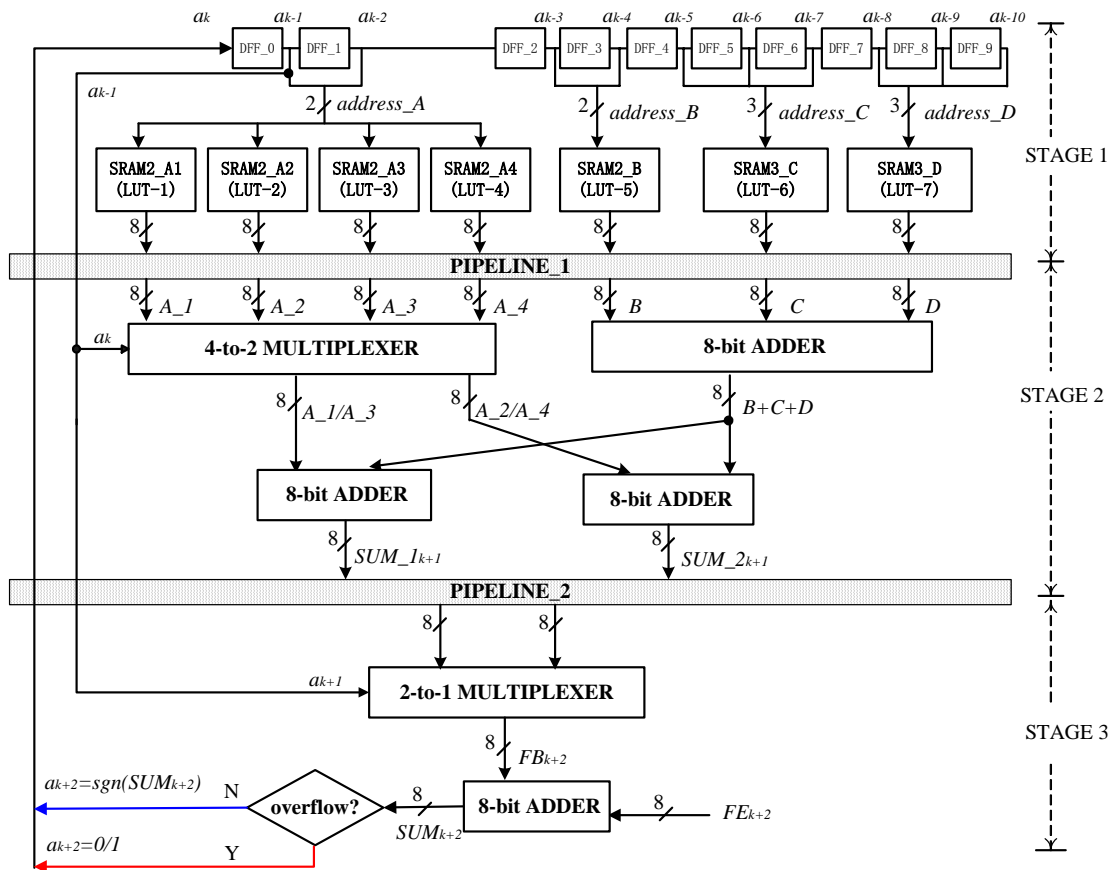 ak ak-1 ak-2 ak-3 ak-4 ak-5 ak-6 ak-7 ak-8 ak-9 ak-10
DFF_0 DFF_1 DFF_2 DFF_3 DFF_4 DFF_5 DFF_6 DFF_7 DFF_8 DFF_9
ak-1
2 address_A 2 address_B 3 address_C 3 address_D
STAGE 1
SRAM2_A1 SRAM2_A2 SRAM2_A3 SRAM2_A4 SRAM2_B SRAM3_C SRAM3_D
(LUT-1) (LUT-2) (LUT-3) (LUT-4) (LUT-5) (LUT-6) (LUT-7)
8 8 8 8 8 8 8
PIPELINE_1
8 A_1 8 A_2 8 A_3 8 A_4 8 B 8 C 8 D
ak
4-to-2 MULTIPLEXER 8-bit ADDER
STAGE 2
8 A_1/A_3 8 A_2/A_4 8 B+C+D
8-bit ADDER 8-bit ADDER
8 SUM_1k+1 8 SUM_2k+1
PIPELINE_2
8 8
ak+1
2-to-1 MULTIPLEXER
STAGE 3
8 FBk+2
ak+2=sgn(SUMk+2) N overflow? 8 SUMk+2 8-bit ADDER 8 FEk+2
ak+2=0/1 Y